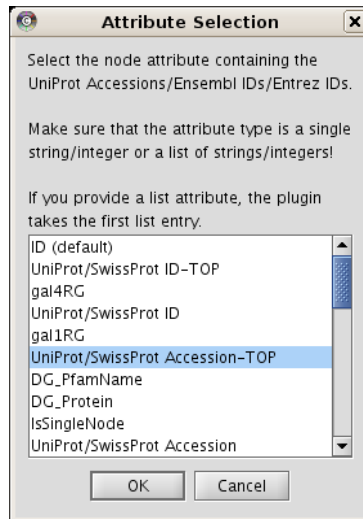 Attribute Selection
Select the node attribute containing the
UniProt Accessions/Ensembl IDs/Entrez IDs.
Make sure that the attribute type is a single
string/integer or a list of strings/integers!
If you provide a list attribute, the plugin
takes the first list entry.
ID (default)
UniProt/SwissProt ID-TOP
gal4RG
UniProt/SwissProt ID
gal1RG
UniProt/SwissProt Accession-TOP
DG_PfamName
DG_Protein
IsSingleNode
UniProt/SwissProt Accession
OK Cancel